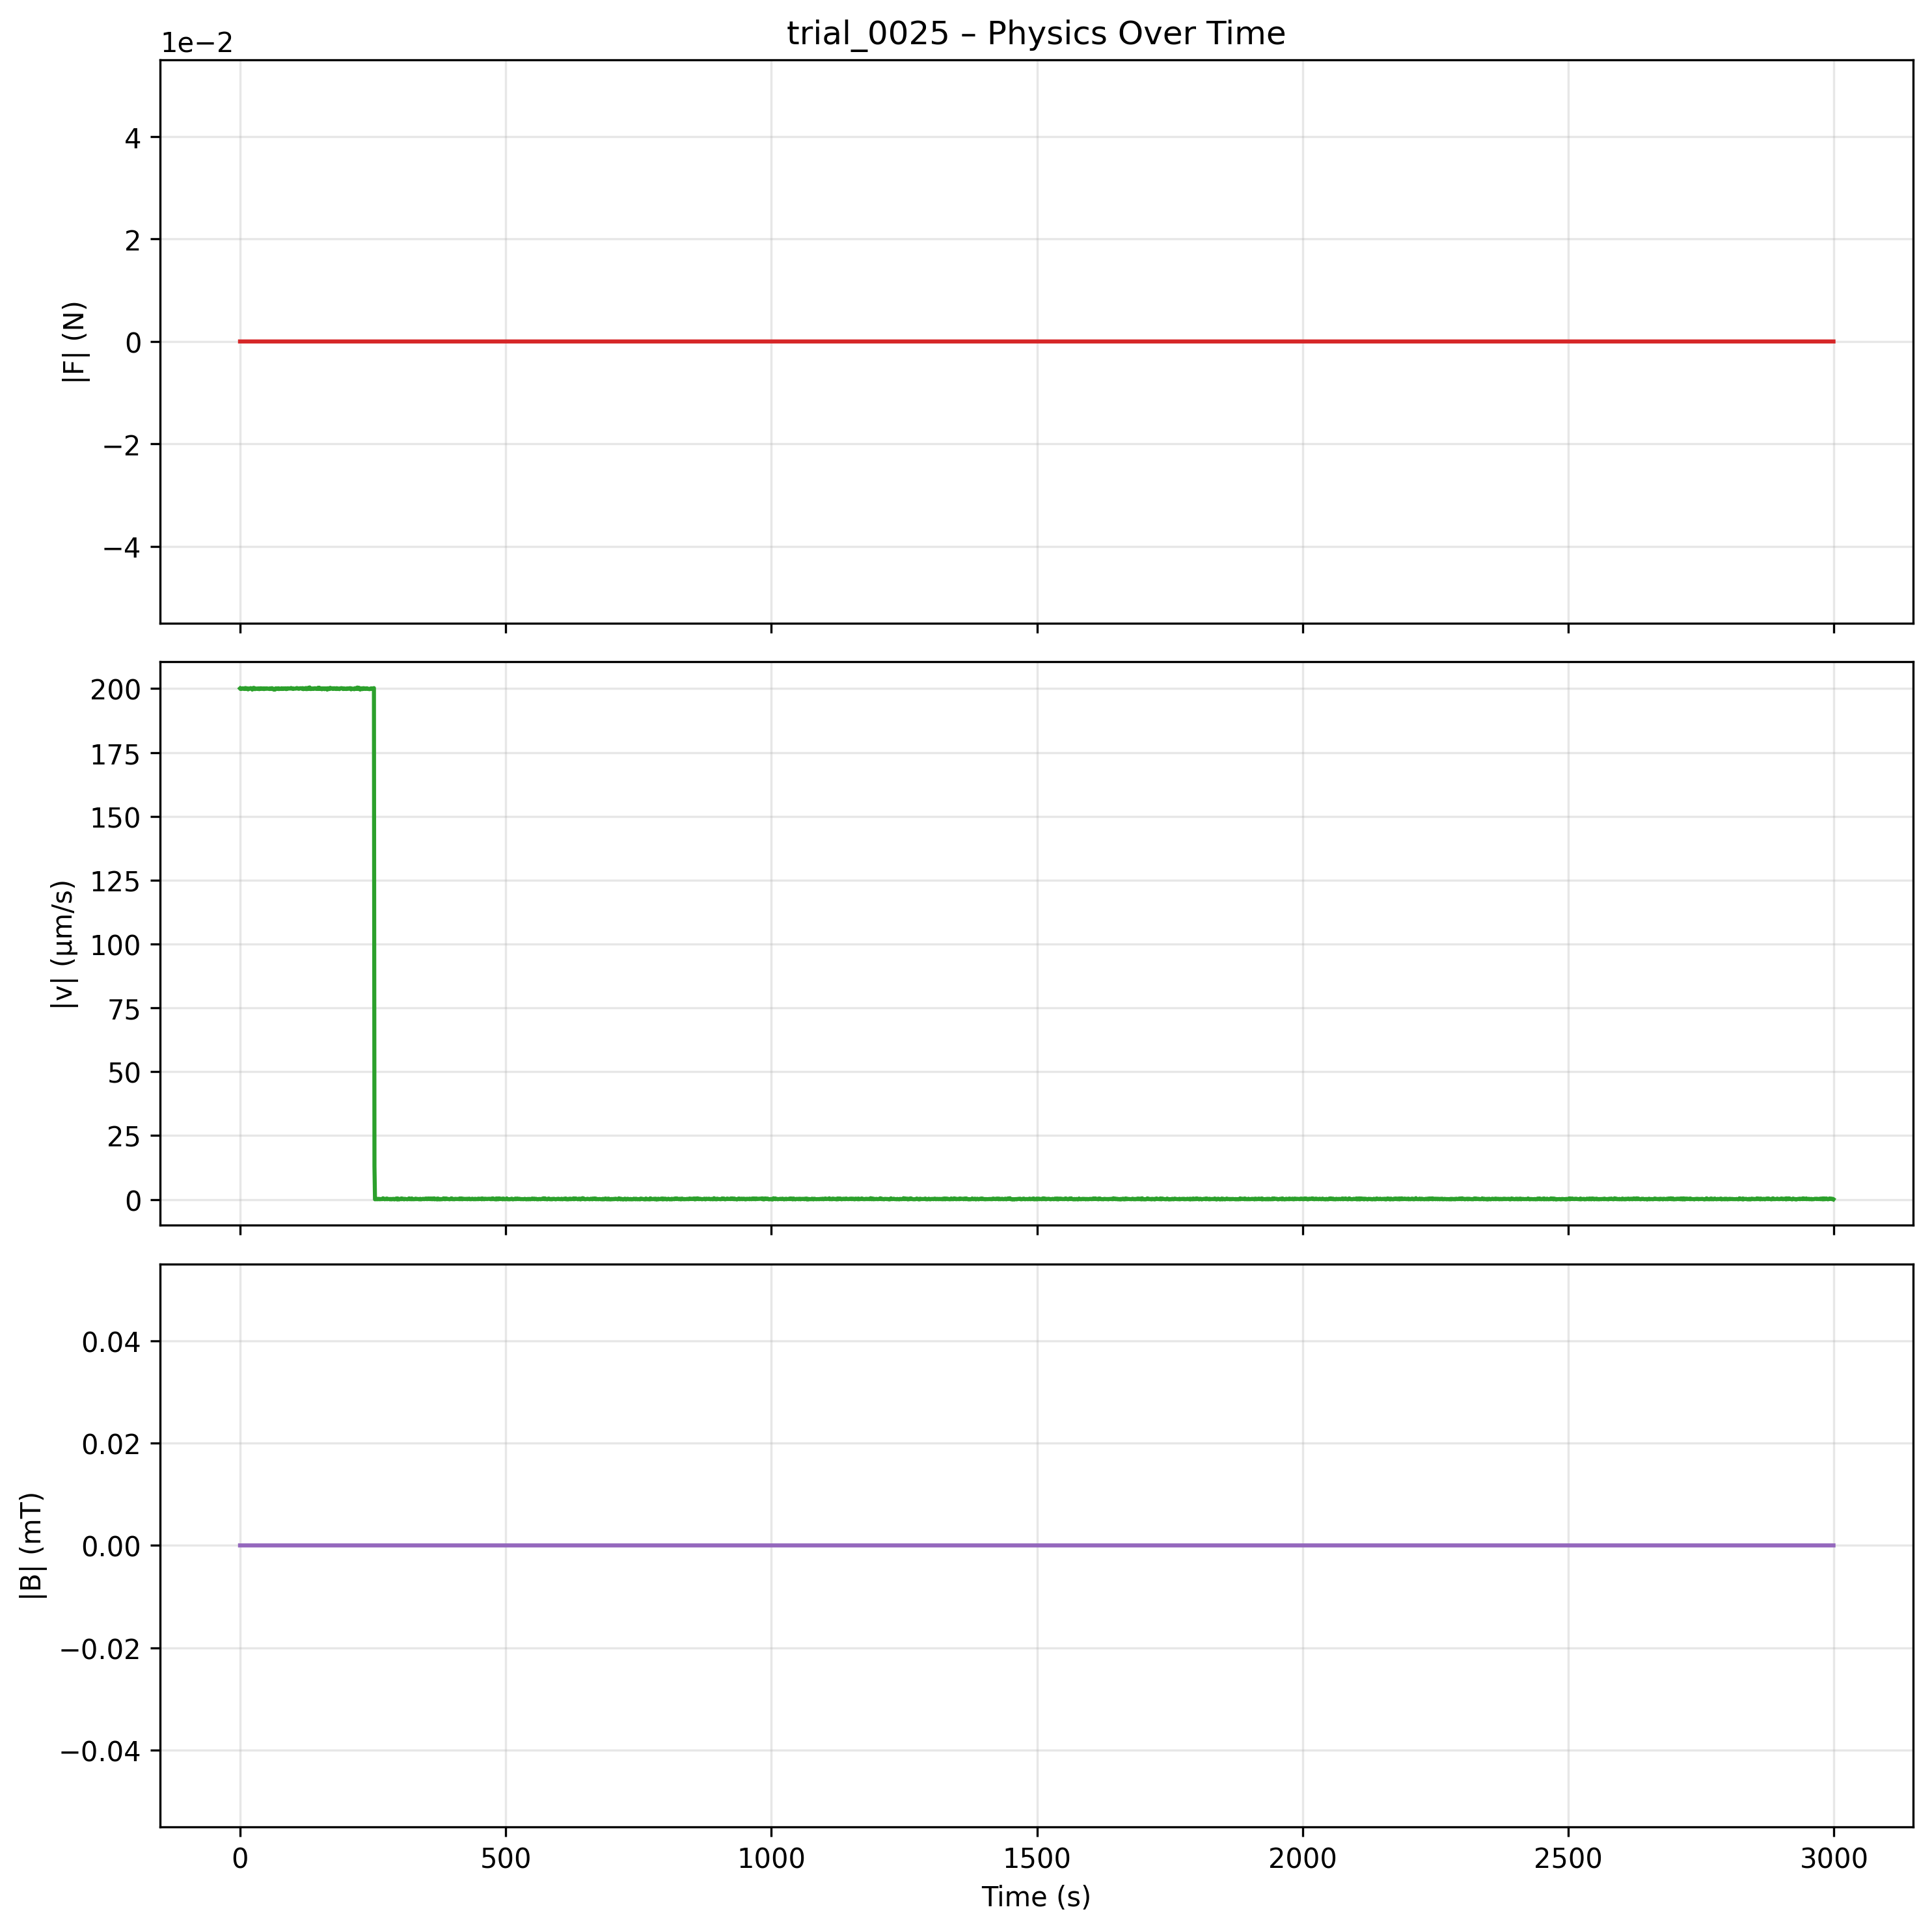 trial_0025 – Physics Over Time
1e−2
4
2
0
−2
−4
|F| (N)
200
175
150
125
100
75
50
25
0
|v| (μm/s)
0.04
0.02
0.00
−0.02
−0.04
|B| (mT)
0 500 1000 1500 2000 2500 3000
Time (s)